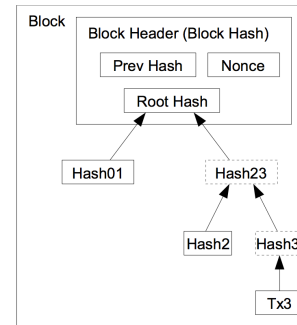 Block
Block Header (Block Hash)
Prev Hash
Nonce
Root Hash
Hash01
Hash23
Hash2
Hash3
Tx3